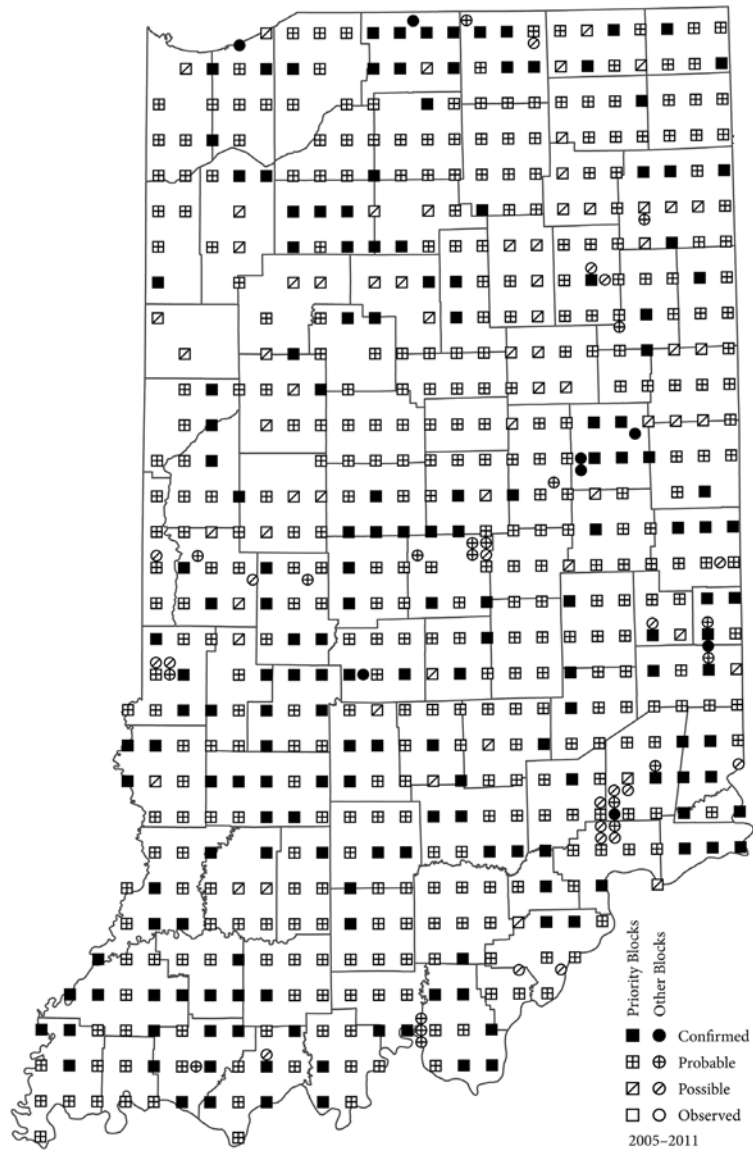 Priority Blocks
Other Blocks
Confirmed
Probable
Possible
Observed
2005–2011